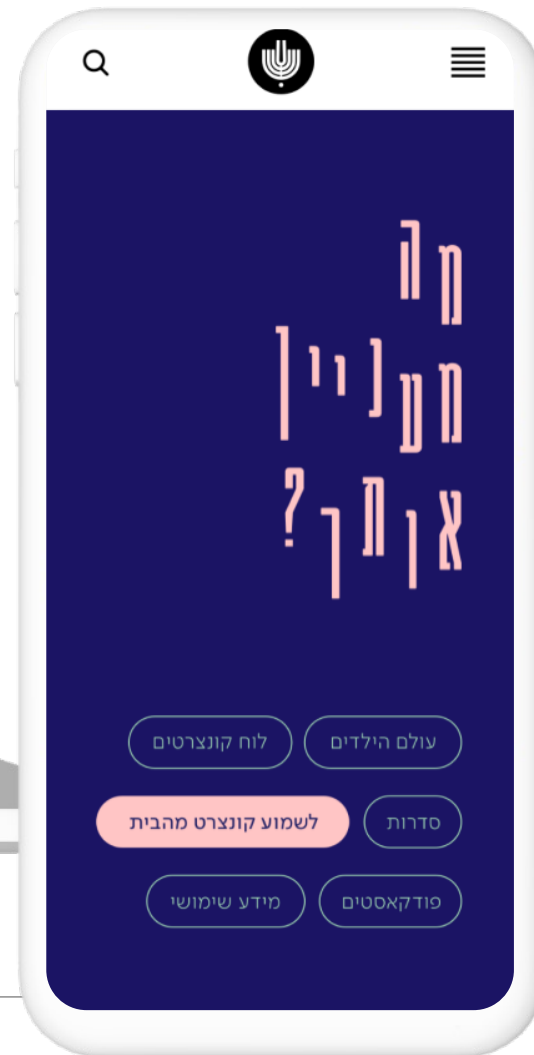 מה
מעניין
אותך?
עולם הילדים
לוח קונצרטים
סדרות
לשמוע קונצרט מהבית
פודקאסטים
מידע שימושי